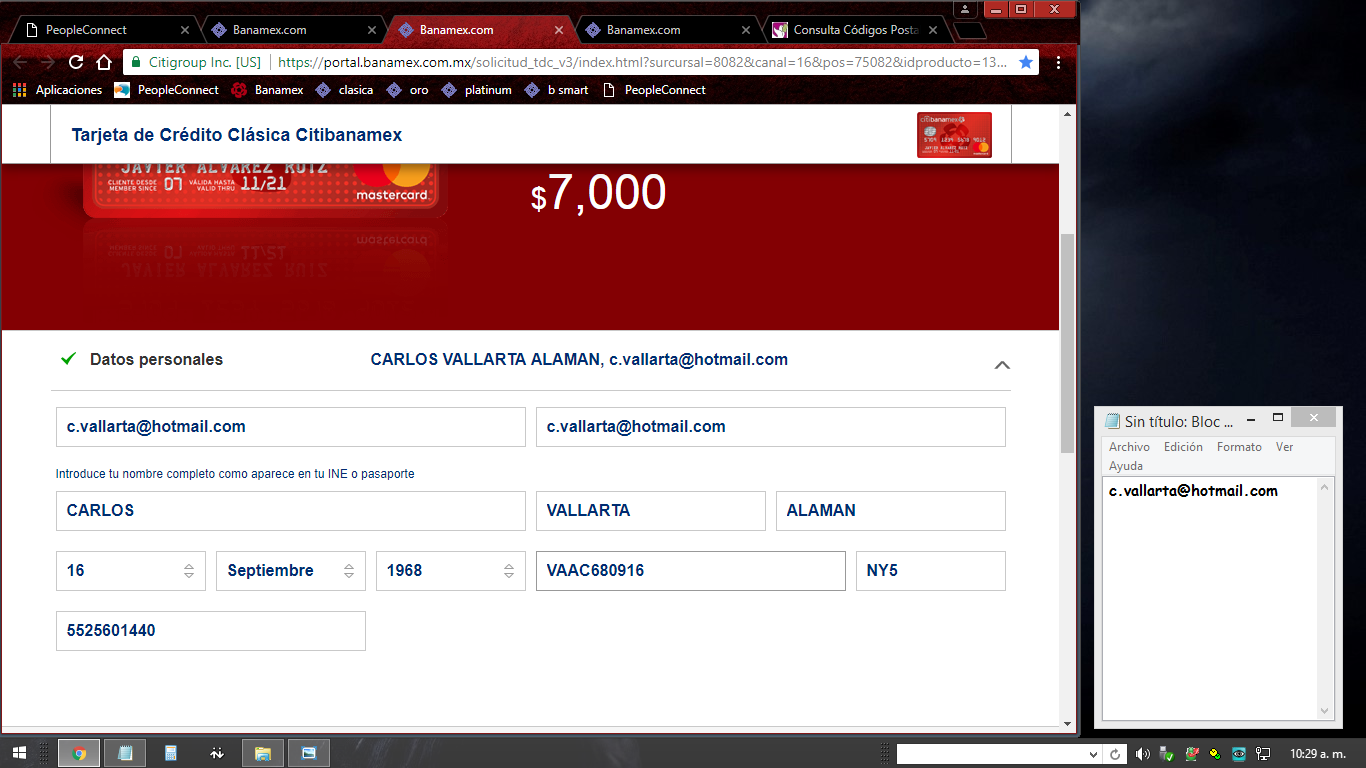 PeopleConnect
Banamex.com
Banamex.com
Banamex.com
Consulta Códigos Posta
Citigroup Inc. [US]
https://portal.banamex.com.mx/solicitud_tdc_v3/index.html?surcursal=8082&canal=16&pos=75082&idproducto=13...
Aplicaciones
PeopleConnect
Banamex
clasica
oro
platinum
b smart
PeopleConnect
Tarjeta de Crédito Clásica Citibanamex
citibanamex
JAVIER ALVAREZ RUIZ
CLIENTE DESDE
MEMBER SINCE
07
VÁLIDA HASTA
VALID THRU
11/21
mastercard
$7,000
Datos personales
CARLOS VALLARTA ALAMAN, c.vallarta@hotmail.com
c.vallarta@hotmail.com
c.vallarta@hotmail.com
Introduce tu nombre completo como aparece en tu INE o pasaporte
CARLOS
VALLARTA
ALAMAN
16
Septiembre
1968
VAAC680916
NY5
5525601440
Sin título: Bloc ...
Archivo Edición Formato Ver
Ayuda
c.vallarta@hotmail.com
10:29 a. m.